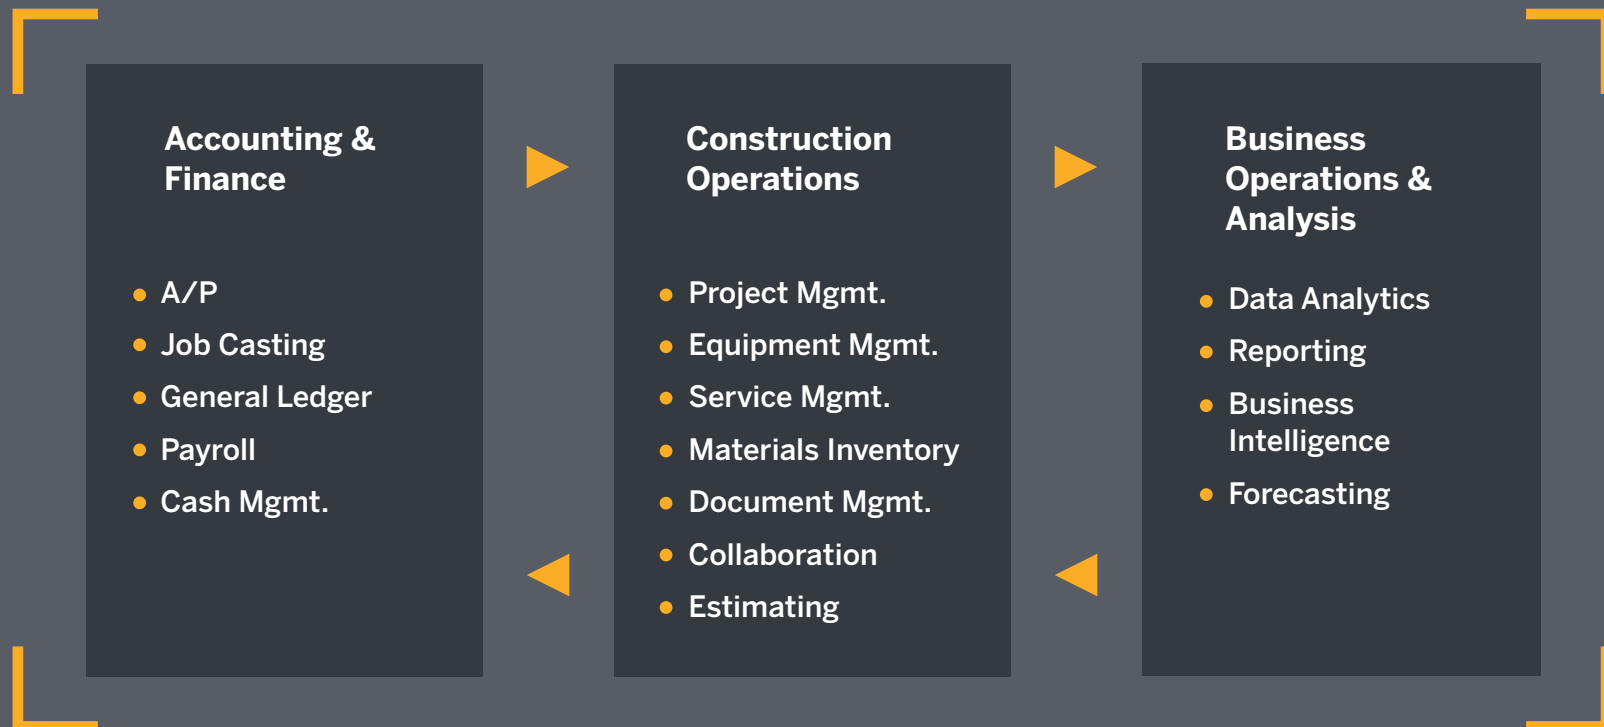 Accounting &
Finance
A/P
Job Casting
General Ledger
Payroll
Cash Mgmt.
Construction
Operations
Project Mgmt.
Equipment Mgmt.
Service Mgmt.
Materials Inventory
Document Mgmt.
Collaboration
Estimating
Business
Operations &
Analysis
Data Analytics
Reporting
Business
Intelligence
Forecasting